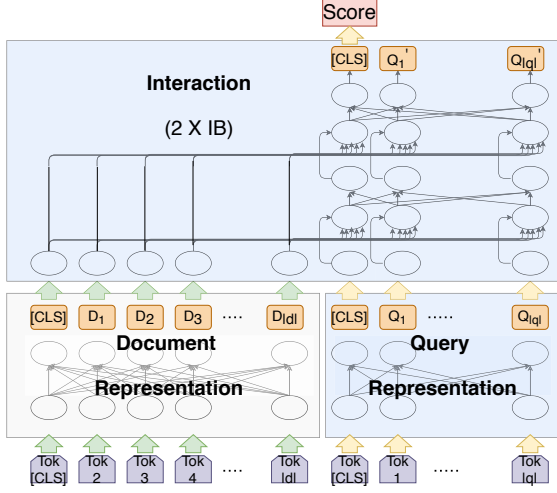 Score
[CLS] Q1' Q|q|'
Interaction
(2 X IB)
[CLS] D1 D2 D3 .... D|d| [CLS] Q1 ..... Q|q|
Document Query
Representation Representation
Tok Tok Tok Tok Tok Tok Tok Tok
[CLS] 2 3 4 .... |d| [CLS] 1 ..... |q|